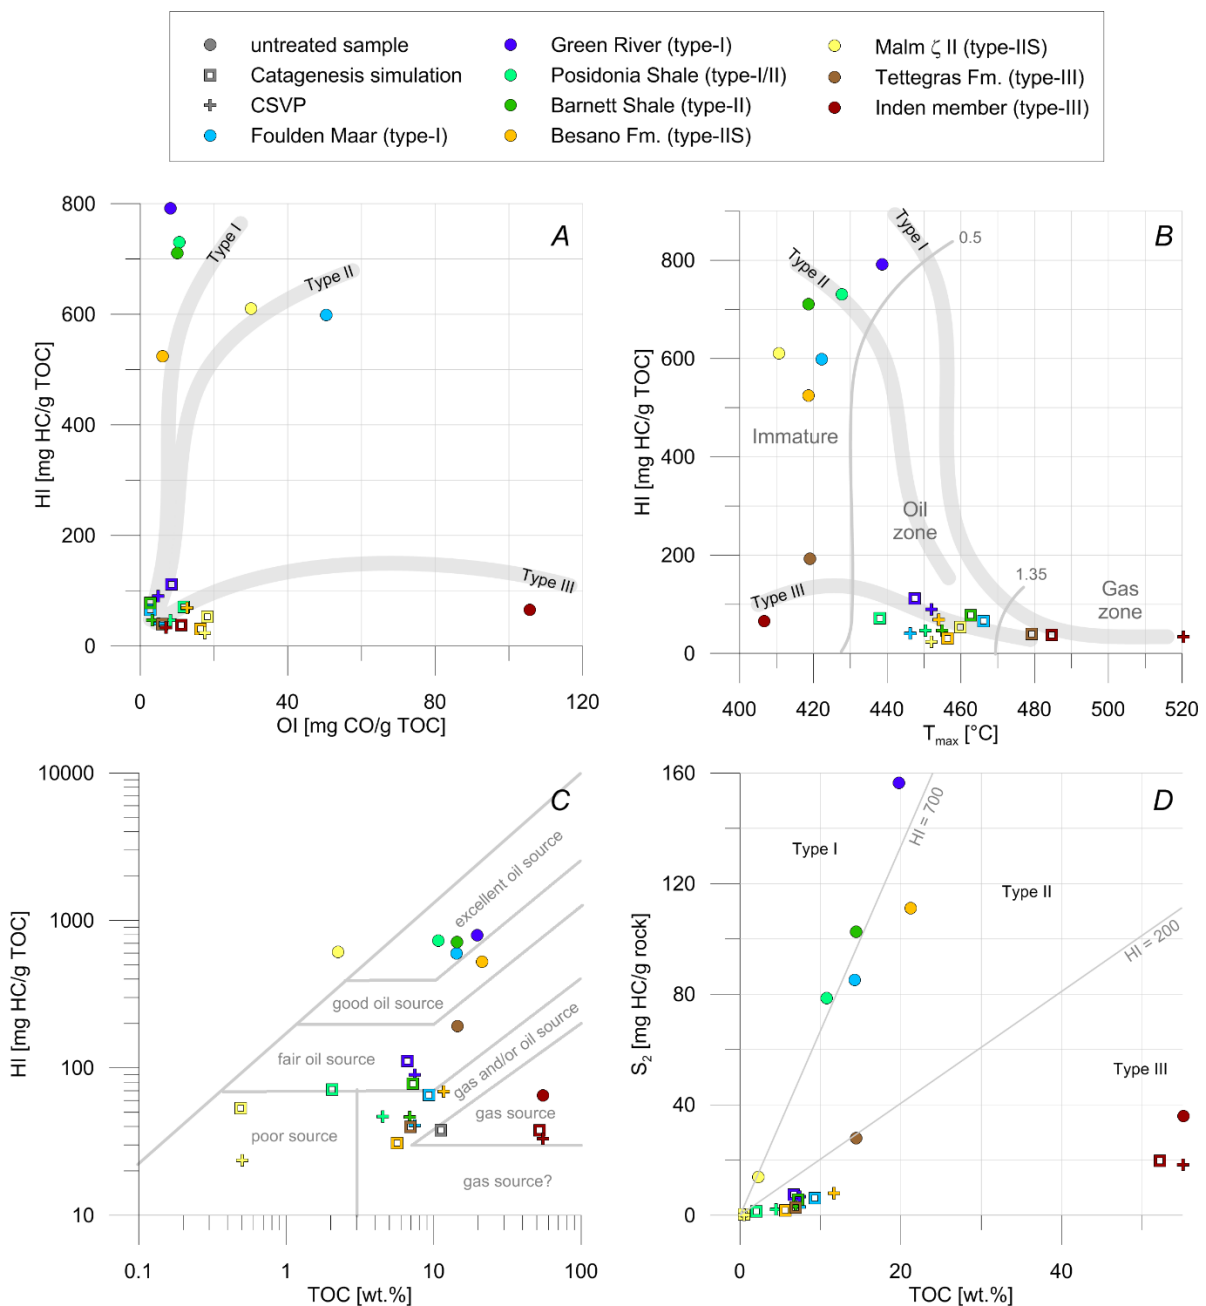 untreated sample
Catagenesis simulation
CSVP
Foulden Maar (type-I)
Green River (type-I)
Posidonia Shale (type-I/II)
Barnett Shale (type-II)
Besano Fm. (type-IIS)
Malm ζ II (type-IIS)
Tettegras Fm. (type-III)
Inden member (type-III)
A
800
600
400
200
0
HI [mg HC/g TOC]
Type I
Type II
Type III
0
40
80
120
OI [mg CO/g TOC]
B
800
600
400
200
0
HI [mg HC/g TOC]
Type I
Type II
Type III
0.5
1.35
Immature
Oil
zone
Gas
zone
400
420
440
460
480
500
520
Tmax [°C]
C
10000
1000
100
10
HI [mg HC/g TOC]
excellent oil source
good oil source
fair oil source
gas and/or oil source
gas source
poor source
gas source?
0.1
1
10
100
TOC [wt.%]
D
160
120
80
40
0
S2 [mg HC/g rock]
HI = 700
HI = 200
Type I
Type II
Type III
0
20
40
TOC [wt.%]